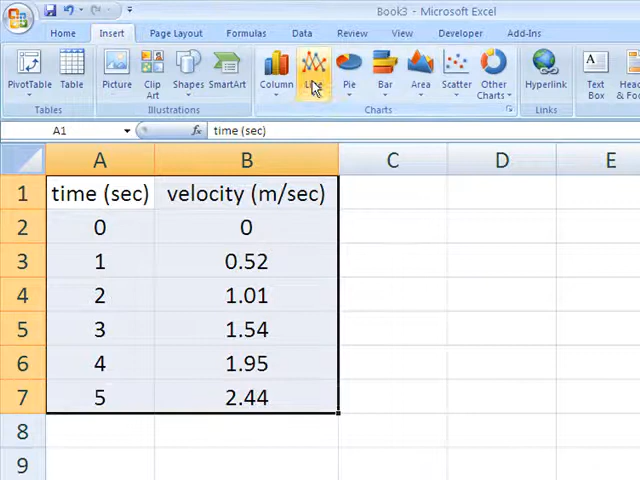 Book3 - Microsoft Excel
Home Insert Page Layout Formulas Data Review View Developer Add-Ins
PivotTable Table Picture Clip Art Shapes SmartArt Column Pie Bar Area Scatter Other Charts Hyperlink Text Box
Tables Illustrations Charts Links
A1 fx time (sec)
A B C D E
1 time (sec) velocity (m/sec)
2 0 0
3 1 0.52
4 2 1.01
5 3 1.54
6 4 1.95
7 5 2.44
8
9